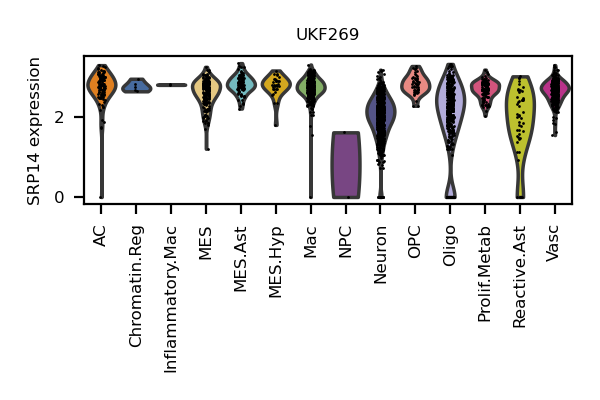 UKF269
SRP14 expression
2
0
AC
Chromatin.Reg
Inflammatory.Mac
MES
MES.Ast
MES.Hyp
Mac
NPC
Neuron
OPC
Oligo
Prolif.Metab
Reactive.Ast
Vasc